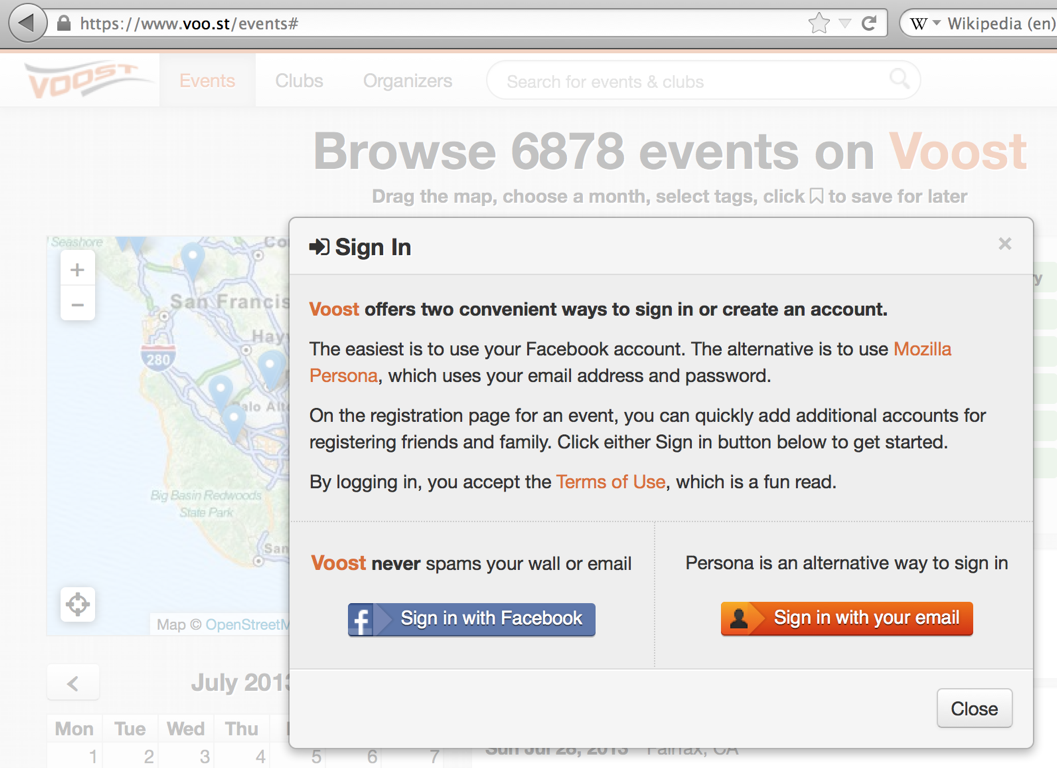 https://www.voo.st/events#
W Wikipedia (en)
VOOST
Events
Clubs
Organizers
Search for events & clubs
Browse 6878 events on Voost
Drag the map, choose a month, select tags, click to save for later
Seashore
San Francis
Hayw
280
Palo Alto
Big Basin Redwoods
State Park
San
Map © OpenStreetM
Sign In
×
Voost offers two convenient ways to sign in or create an account.
The easiest is to use your Facebook account. The alternative is to use Mozilla
Persona, which uses your email address and password.
On the registration page for an event, you can quickly add additional accounts for
registering friends and family. Click either Sign in button below to get started.
By logging in, you accept the Terms of Use, which is a fun read.
Voost never spams your wall or email
Persona is an alternative way to sign in
f Sign in with Facebook
Sign in with your email
Close
July 2013
Mon Tue Wed Thu
1 2 3 4 5 6 7
Sun Jul 28, 2013 Fairfax, CA